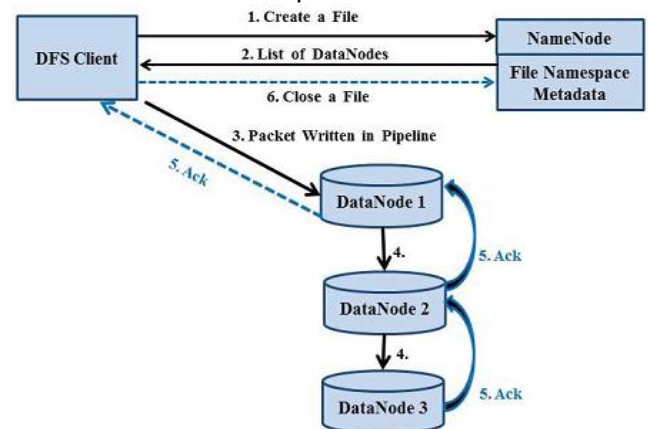 1. Create a File
DFS Client
NameNode
2. List of DataNodes
File Namespace
Metadata
6. Close a File
3. Packet Written in Pipeline
5. Ack
DataNode 1
4.
5. Ack
DataNode 2
4.
5. Ack
DataNode 3